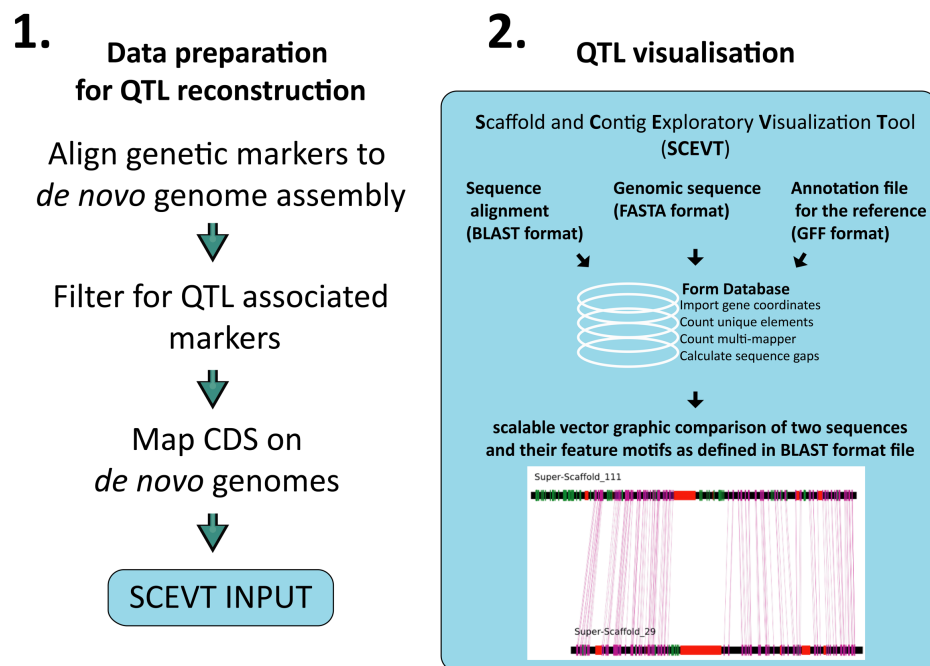 1.
Data preparation
for QTL reconstruction
Align genetic markers to
de novo genome assembly
Filter for QTL associated
markers
Map CDS on
de novo genomes
SCEVT INPUT
2.
QTL visualisation
Scaffold and Contig Exploratory Visualization Tool
(SCEVT)
Sequence
alignment
(BLAST format)
Genomic sequence
(FASTA format)
Annotation file
for the reference
(GFF format)
Form Database
Import gene coordinates
Count unique elements
Count multi-mapper
Calculate sequence gaps
scalable vector graphic comparison of two sequences
and their feature motifs as defined in BLAST format file
Super-Scaffold_111
Super-Scaffold_29